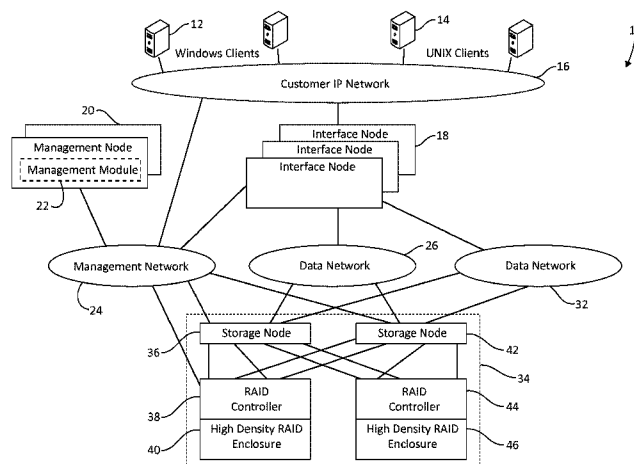 12
14
1
Windows Clients
UNIX Clients
16
Customer IP Network
20
Interface Node
18
Management Node
Interface Node
Management Module
Interface Node
22
26
Management Network
Data Network
Data Network
24
32
36
Storage Node
Storage Node
42
34
38
RAID
Controller
RAID
Controller
44
40
High Density RAID
Enclosure
High Density RAID
Enclosure
46